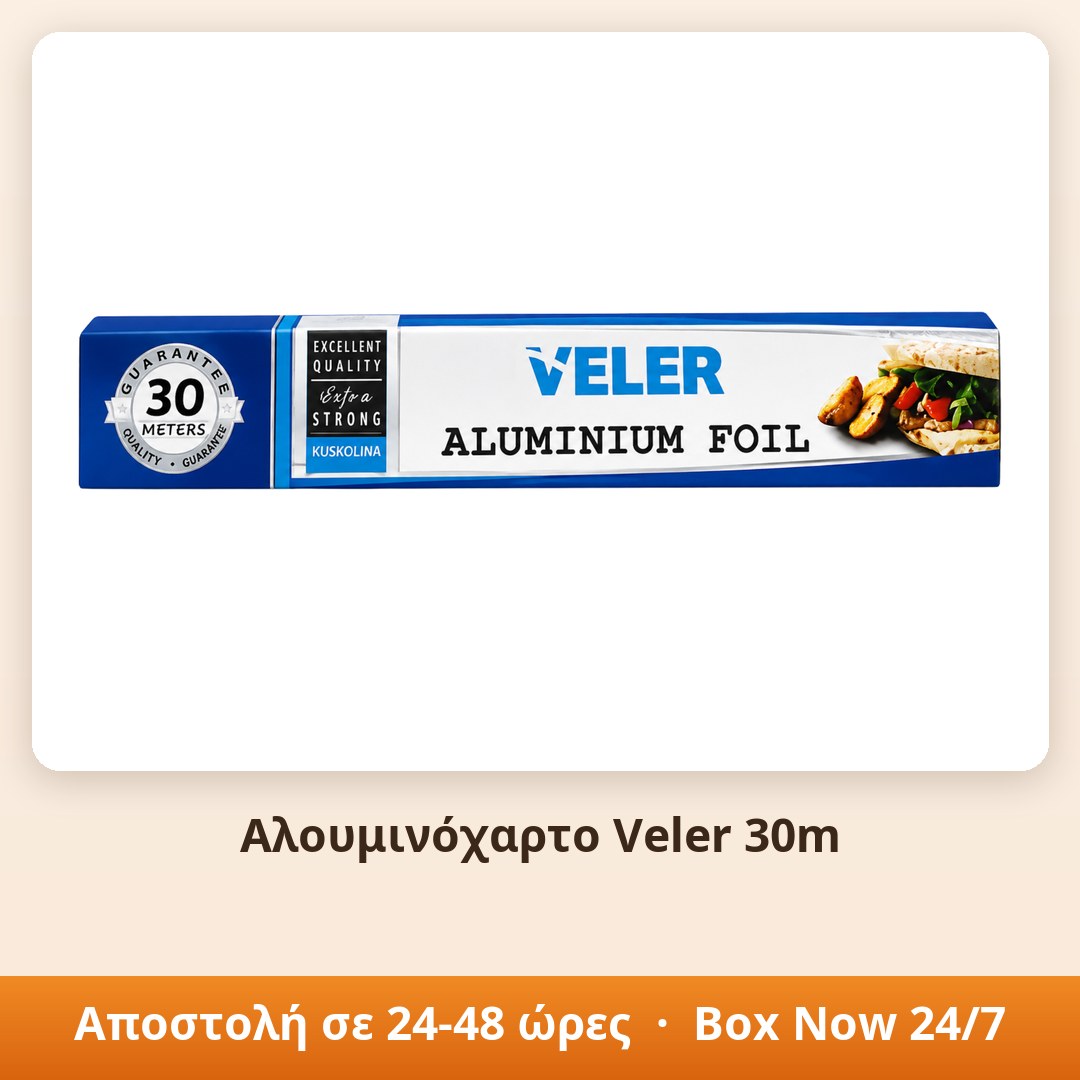 GUARANTEE
30
METERS
QUALITY • GUARANTEE
EXCELLENT
QUALITY
Exta a
STRONG
KUSKOLINA
VELER
ALUMINIUM FOIL
Αλουμινόχαρτο Veler 30m
Αποστολή σε 24-48 ώρες · Box Now 24/7